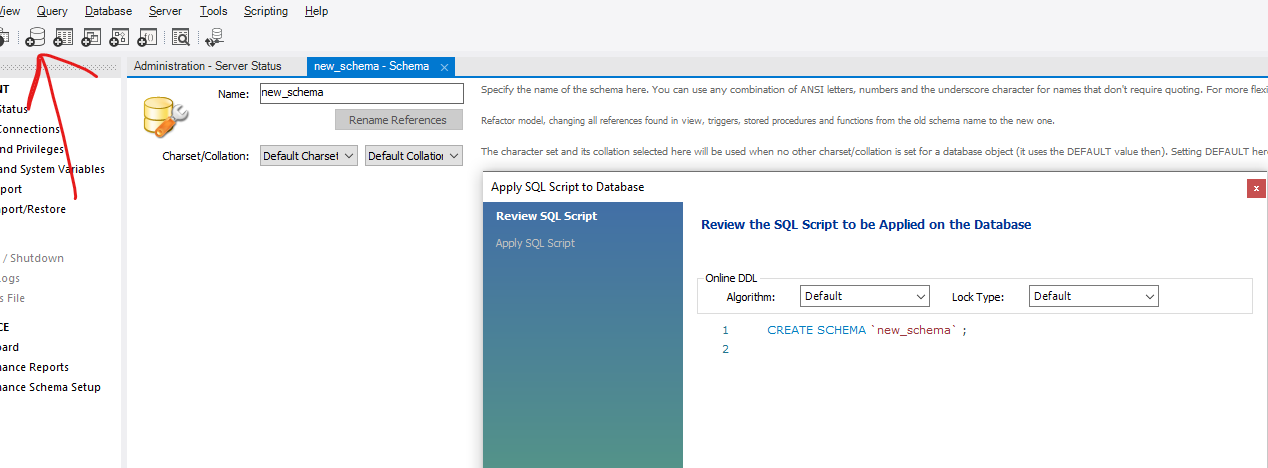 View Query Database Server Tools Scripting Help
Administration - Server Status new_schema - Schema
NT
Status
Connections
and Privileges
and System Variables
port
port/Restore
/ Shutdown
ogs
s File
CE
oard
nance Reports
nance Schema Setup
Name: new_schema Specify the name of the schema here. You can use any combination of ANSI letters, numbers and the underscore character for names that don't require quoting. For more flexi
Rename References Refactor model, changing all references found in view, triggers, stored procedures and functions from the old schema name to the new one.
Charset/Collation: Default Charset Default Collation The character set and its collation selected here will be used when no other charset/collation is set for a database object (it uses the DEFAULT value then). Setting DEFAULT here
Apply SQL Script to Database
Review SQL Script
Apply SQL Script
Review the SQL Script to be Applied on the Database
Online DDL
Algorithm: Default Lock Type: Default
1 CREATE SCHEMA `new_schema` ;
2